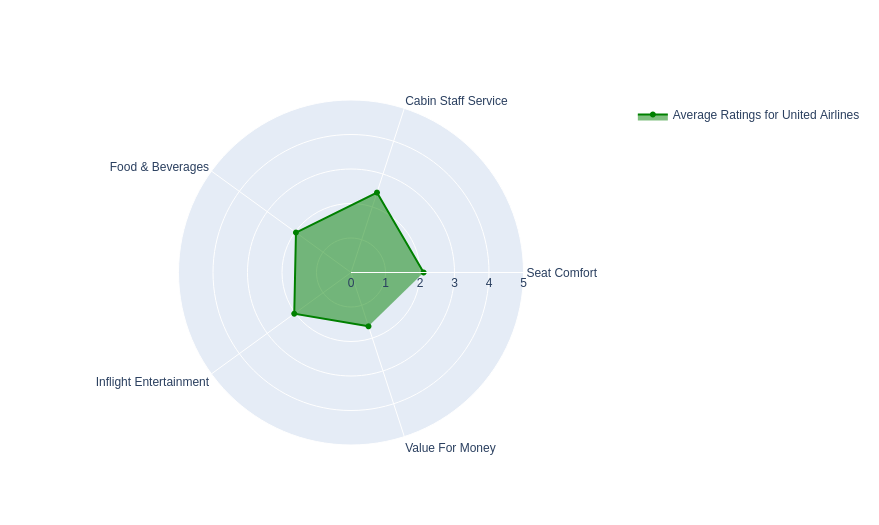 Cabin Staff Service
Average Ratings for United Airlines
Food & Beverages
Seat Comfort
0 1 2 3 4 5
Inflight Entertainment
Value For Money